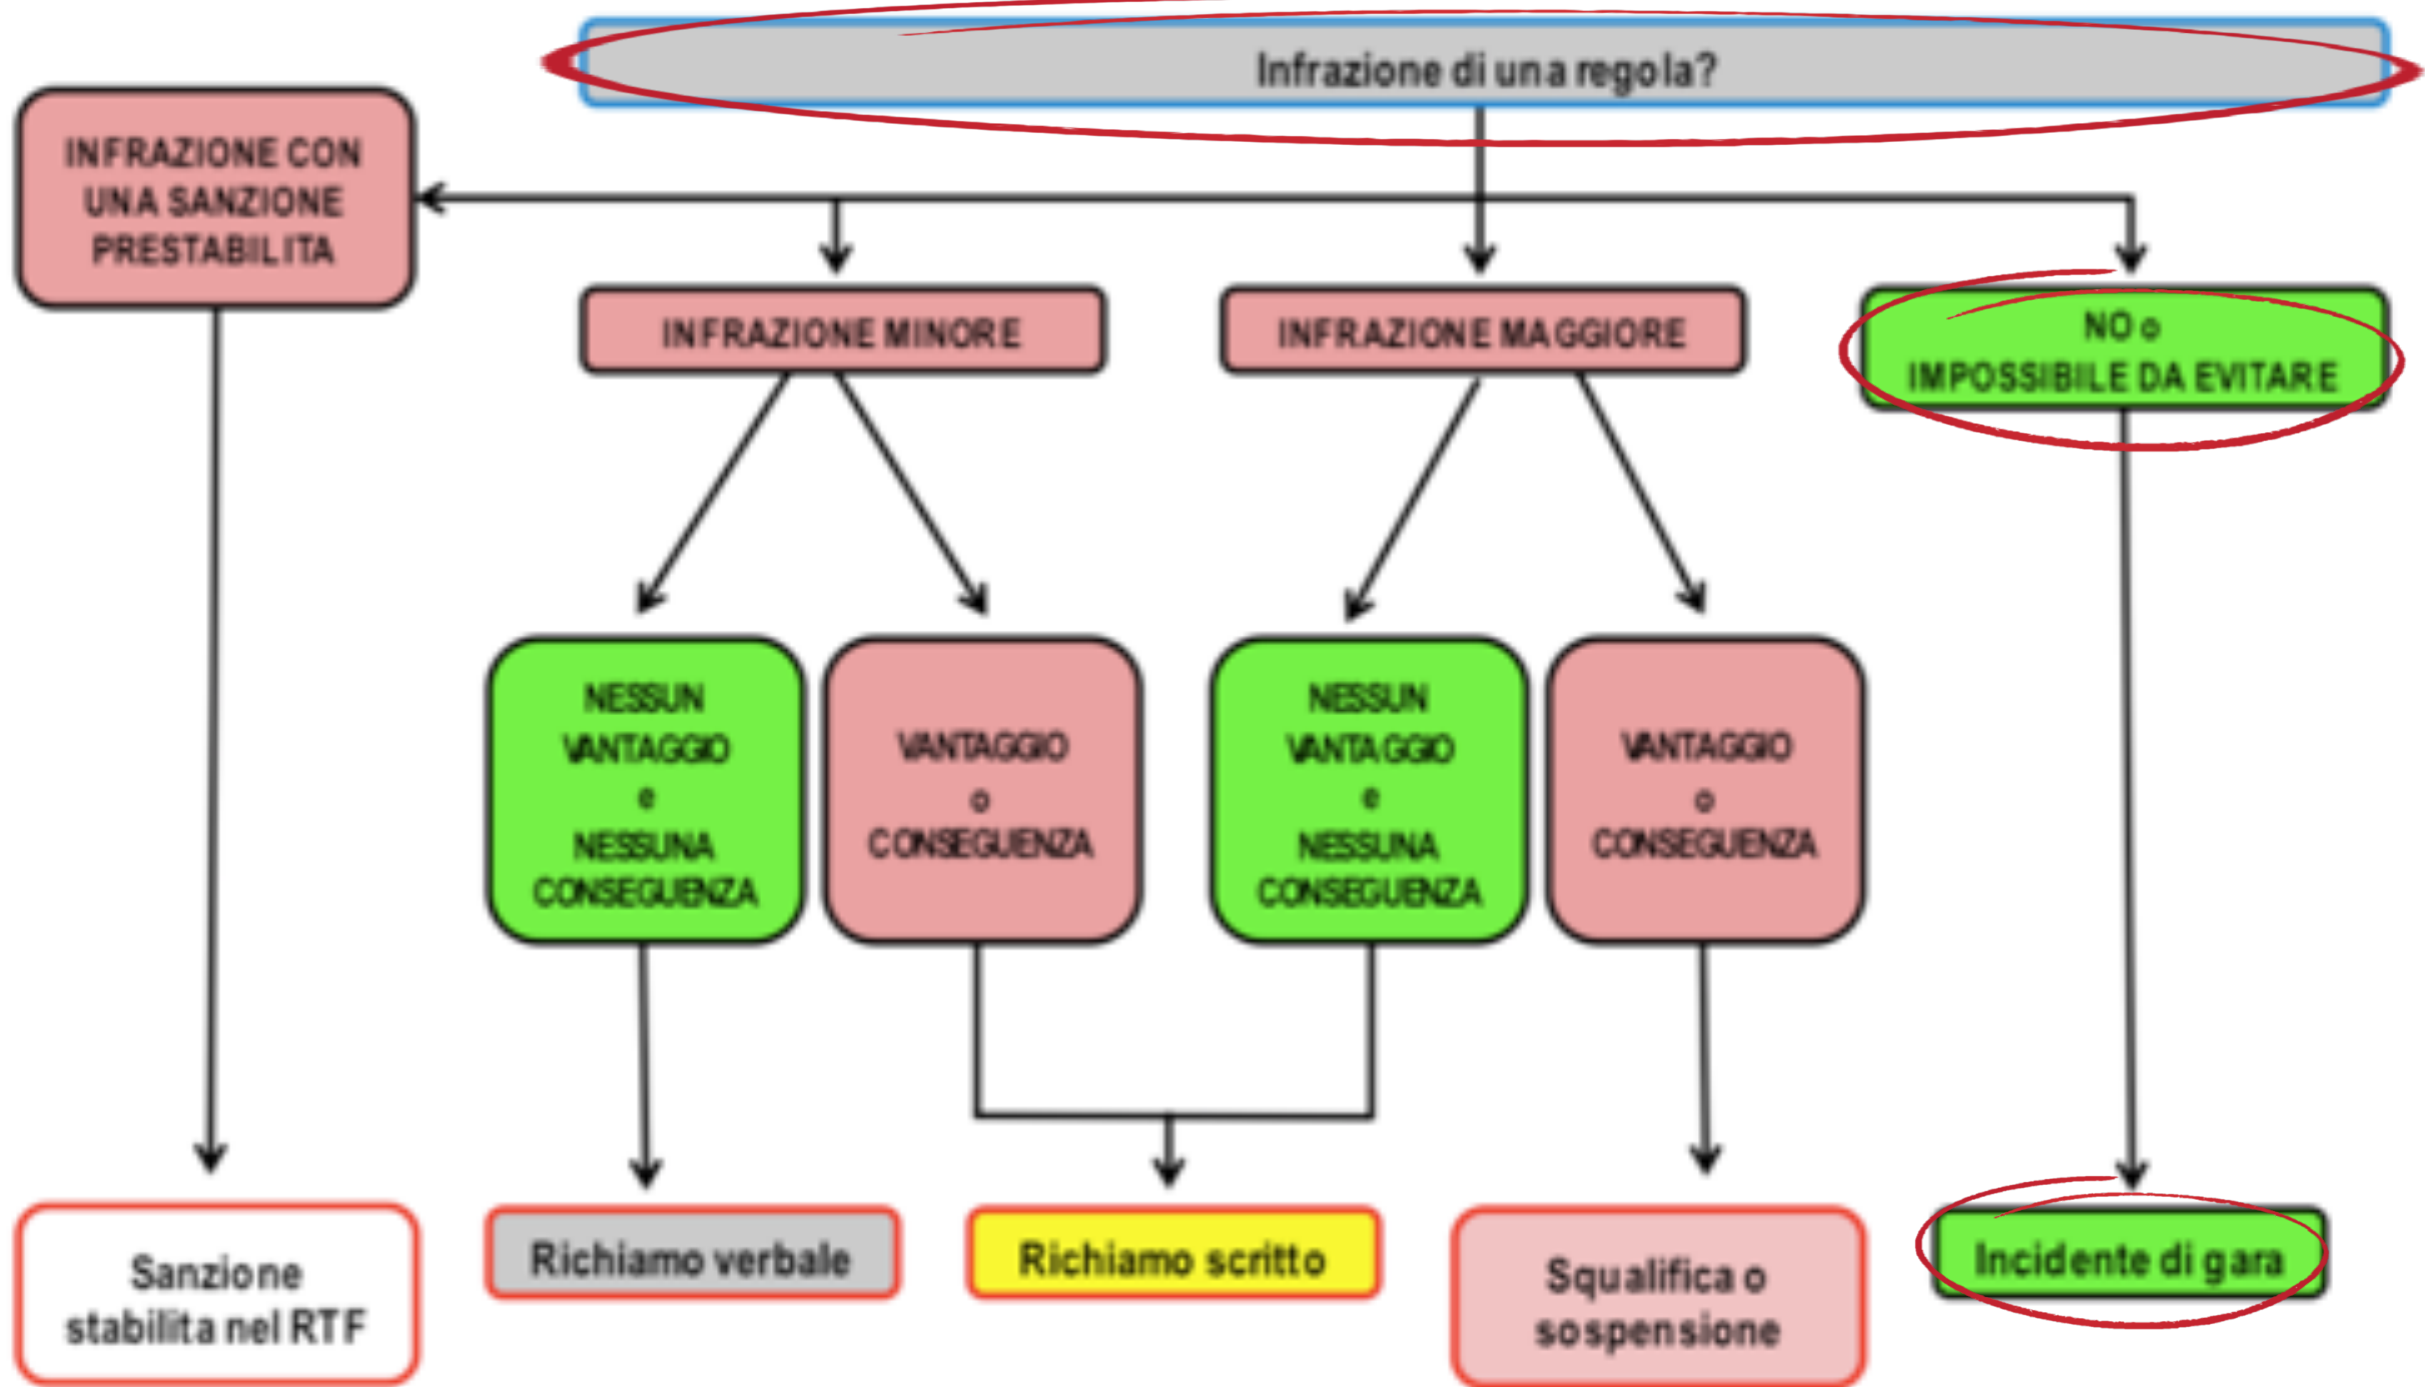 Infrazione di una regola?
INFRAZIONE CON
UNA SANZIONE
PRESTABILITA
INFRAZIONE MINORE
INFRAZIONE MAGGIORE
NO o
IMPOSSIBILE DA EVITARE
NESSUN
VANTAGGIO
e
NESSUNA
CONSEGUENZA
VANTAGGIO
o
CONSEGUENZA
NESSUN
VANTAGGIO
e
NESSUNA
CONSEGUENZA
VANTAGGIO
o
CONSEGUENZA
Sanzione
stabilita nel RTF
Richiamo verbale
Richiamo scritto
Squalifica o
sospensione
Incidente di gara